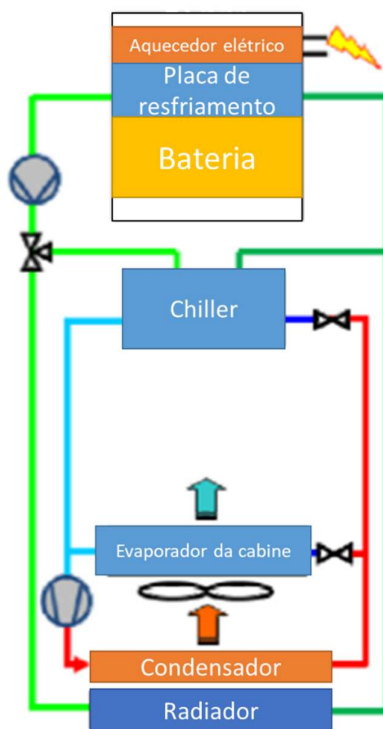 Aquecedor elétrico
Placa de
resfriamento
Bateria
Chiller
Evaporador da cabine
Condensador
Radiador